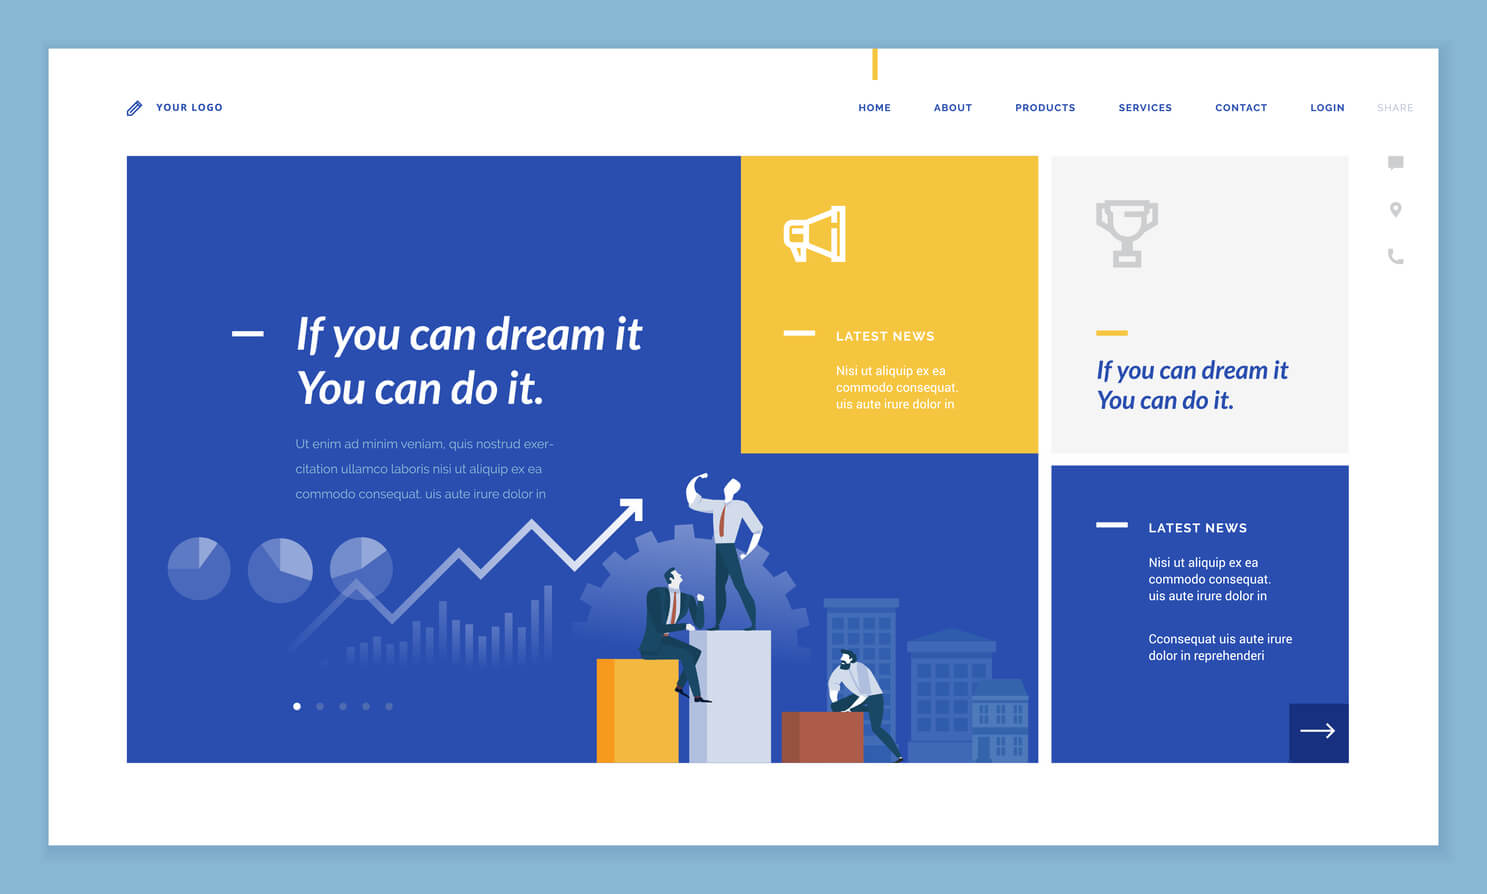 YOUR LOGO
HOME ABOUT PRODUCTS SERVICES CONTACT LOGIN SHARE
If you can dream it
You can do it.
Ut enim ad minim veniam, quis nostrud exer-
citation ullamco laboris nisi ut aliquip ex ea
commodo consequat. uis aute irure dolor in
LATEST NEWS
Nisi ut aliquip ex ea
commodo consequat.
uis aute irure dolor in
If you can dream it
You can do it.
LATEST NEWS
Nisi ut aliquip ex ea
commodo consequat.
uis aute irure dolor in
Cconsequat uis aute irure
dolor in reprehenderi